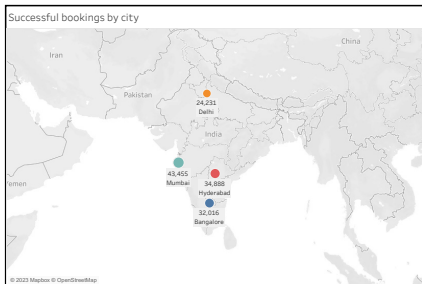 Successful bookings by city
Iran
China
Pakistan
24,231
Delhi
India
43,455
Mumbai
34,888
Hyderabad
Yemen
32,016
Bangalore
© 2023 Mapbox © OpenStreetMap